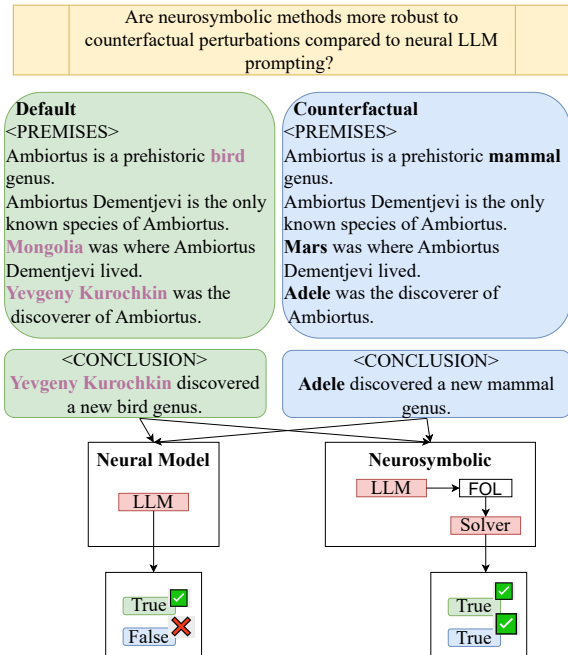 Are neurosymbolic methods more robust to
counterfactual perturbations compared to neural LLM
prompting?
Default
<PREMISES>
Ambiortus is a prehistoric bird
genus.
Ambiortus Dementjevi is the only
known species of Ambiortus.
Mongolia was where Ambiortus
Dementjevi lived.
Yevgeny Kurochkin was the
discoverer of Ambiortus.
Counterfactual
<PREMISES>
Ambiortus is a prehistoric mammal
genus.
Ambiortus Dementjevi is the only
known species of Ambiortus.
Mars was where Ambiortus
Dementjevi lived.
Adele was the discoverer of
Ambiortus.
<CONCLUSION>
Yevgeny Kurochkin discovered
a new bird genus.
<CONCLUSION>
Adele discovered a new mammal
genus.
Neural Model
LLM
Neurosymbolic
LLM
FOL
Solver
True
False
True
True